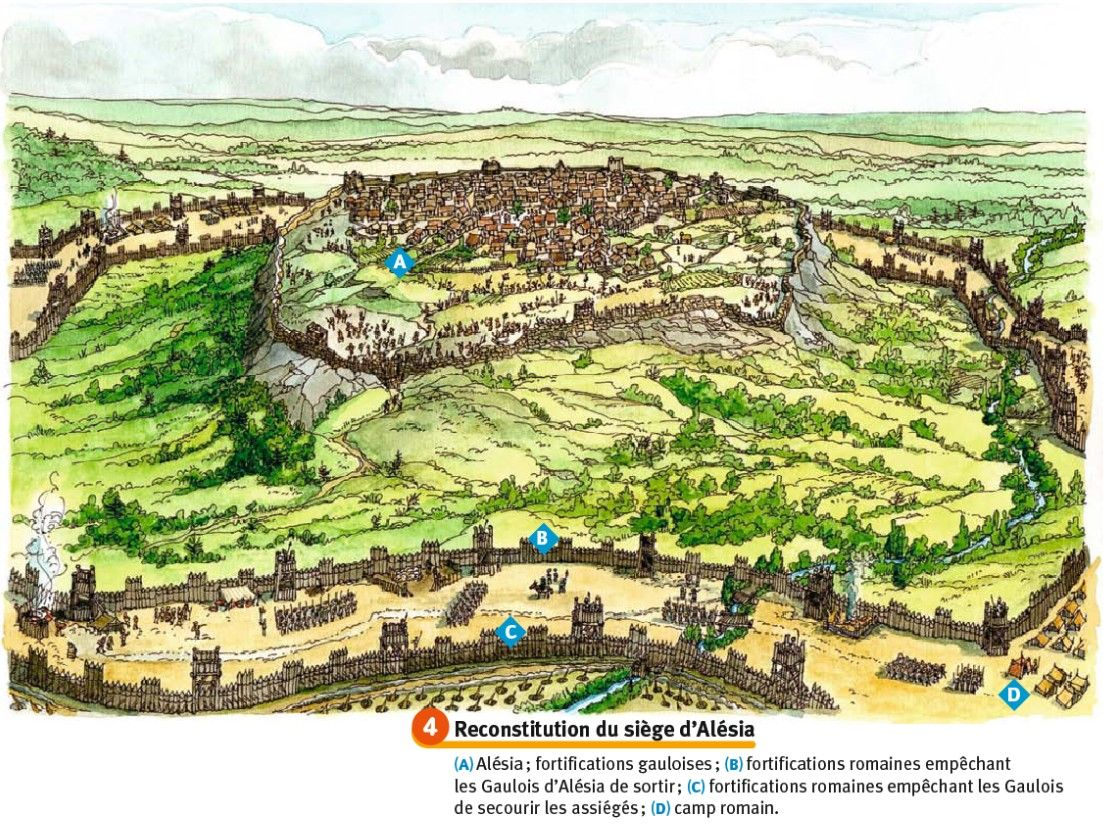 A
B
C
D
4 Reconstitution du siège d'Alésia
(A) Alésia ; fortifications gauloises ; (B) fortifications romaines empêchant
les Gaulois d'Alésia de sortir ; (C) fortifications romaines empêchant les Gaulois
de secourir les assiégés ; (D) camp romain.